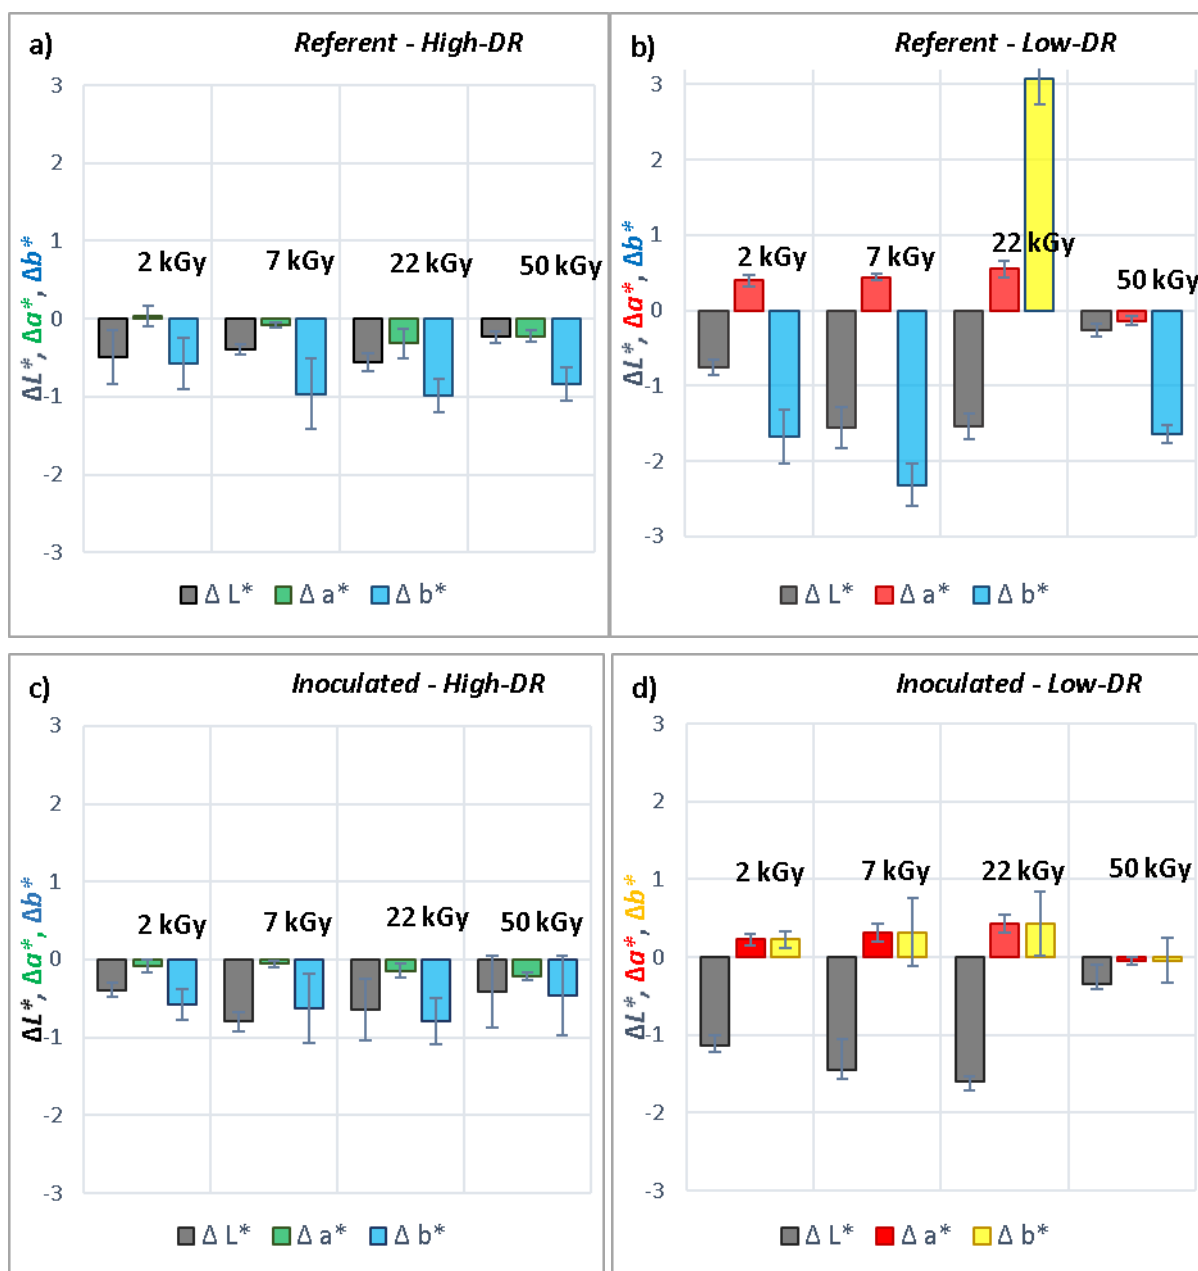 a) Referent - High-DR
3
2
1
0
-1
-2
-3
ΔL*, Δa*, Δb*
2 kGy 7 kGy 22 kGy 50 kGy
Δ L* Δ a* Δ b*
b) Referent - Low-DR
3
2
1
0
-1
-2
-3
ΔL*, Δa*, Δb*
2 kGy 7 kGy 22 kGy 50 kGy
Δ L* Δ a* Δ b*
c) Inoculated - High-DR
3
2
1
0
-1
-2
-3
ΔL*, Δa*, Δb*
2 kGy 7 kGy 22 kGy 50 kGy
Δ L* Δ a* Δ b*
d) Inoculated - Low-DR
3
2
1
0
-1
-2
-3
ΔL*, Δa*, Δb*
2 kGy 7 kGy 22 kGy 50 kGy
Δ L* Δ a* Δ b*